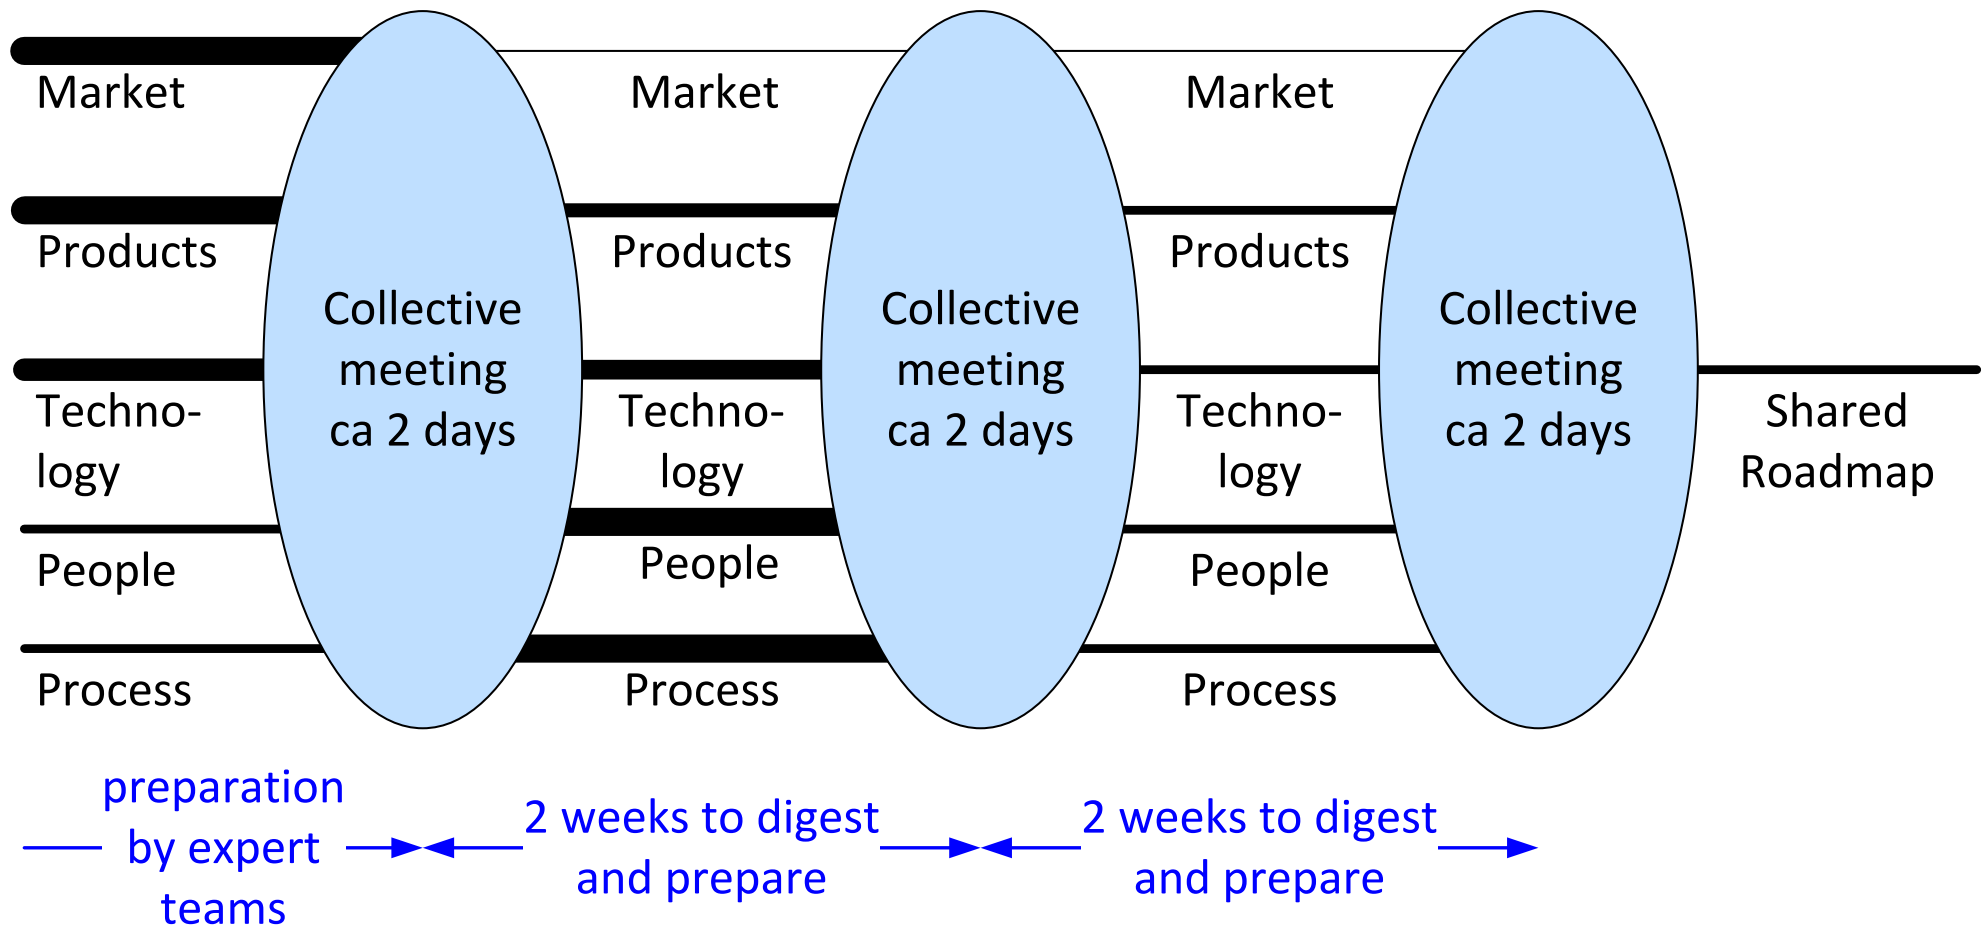 Market
Market
Market
Products
Products
Products
Collective
meeting
ca 2 days
Collective
meeting
ca 2 days
Collective
meeting
ca 2 days
Techno-
logy
Techno-
logy
Techno-
logy
Shared
Roadmap
People
People
People
Process
Process
Process
preparation
by expert
teams
2 weeks to digest
and prepare
2 weeks to digest
and prepare